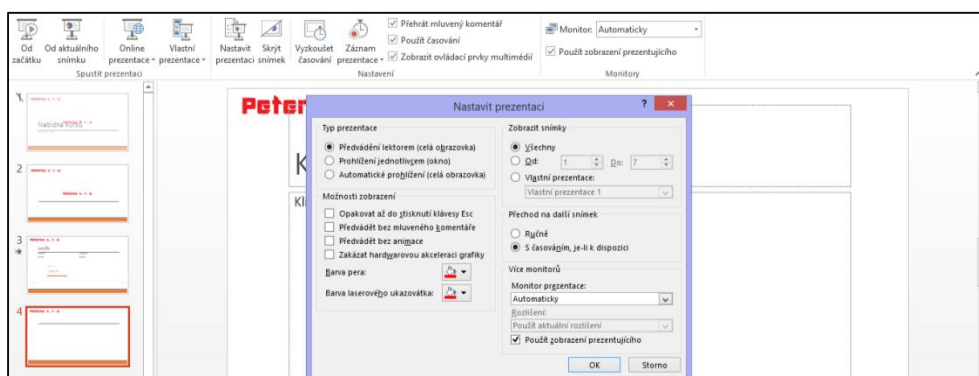 Od začátku
Od aktuálního snímku
Online prezentace
Vlastní prezentace
Spustit prezentaci
Nastavit prezentaci
Skrýt snímek
Vyzkoušet časování
Záznam prezentace
Přehrát mluvený komentář
Použít časování
Zobrazit ovládací prvky multimédií
Nastavení
Monitor: Automaticky
Použít zobrazení prezentujícího
Monitory
1
Nabídka kurzů
2
3
4
Peter
K
Kli
Nastavit prezentaci
? ×
Typ prezentace
Předvádění lektorem (celá obrazovka)
Prohlížení jednotlivcem (okno)
Automatické prohlížení (celá obrazovka)
Možnosti zobrazení
Opakovat až do stisknutí klávesy Esc
Předvádět bez mluveného komentáře
Předvádět bez animace
Zakázat hardwarovou akceleraci grafiky
Barva pera:
Barva laserového ukazovátka:
Zobrazit snímky
Všechny
Od: 1 Do: 7
Vlastní prezentace:
Vlastní prezentace 1
Přechod na další snímek
Ručně
S časováním, je-li k dispozici
Více monitorů
Monitor prezentace:
Automaticky
Rozlišení:
Použít aktuální rozlišení
Použít zobrazení prezentujícího
OK Storno